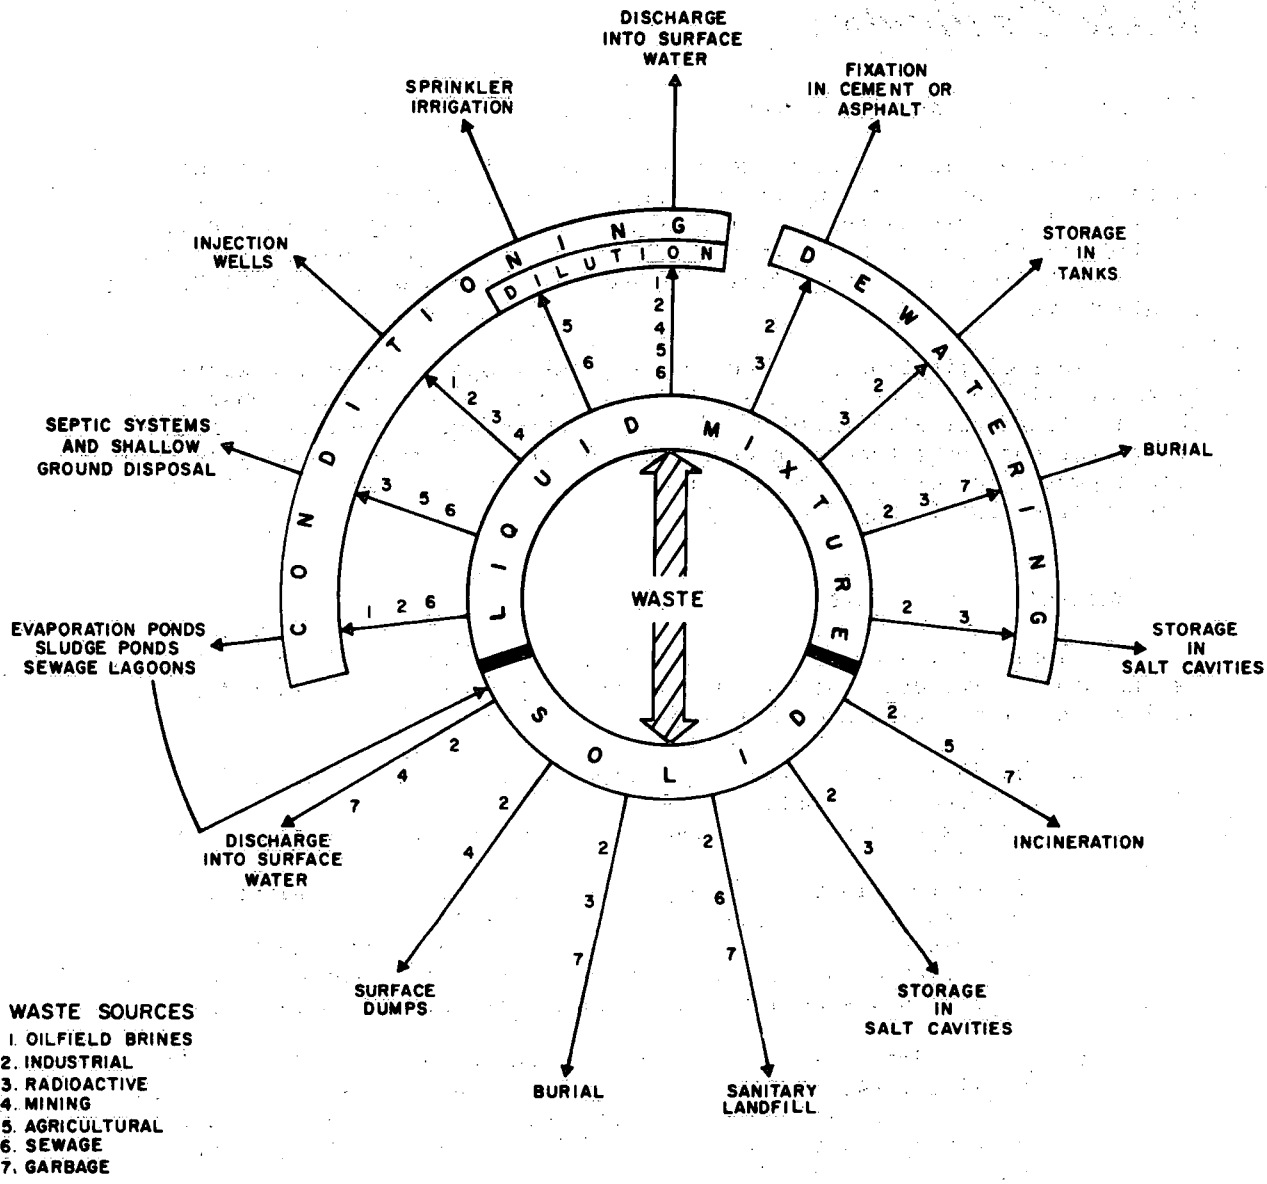 DISCHARGE
INTO SURFACE
WATER
FIXATION
IN CEMENT OR
ASPHALT
SPRINKLER
IRRIGATION
INJECTION
WELLS
STORAGE
IN
TANKS
CONDITIONING
DILUTION
DEWATERING
SEPTIC SYSTEMS
AND SHALLOW
GROUND DISPOSAL
BURIAL
EVAPORATION PONDS
SLUDGE PONDS
SEWAGE LAGOONS
STORAGE
IN
SALT CAVITIES
1 2 6
3 5 6
1 2 3 4
5 6
1
2
4
5
6
2 3
2 3
2 3 7
2 3
LIQUID MIXTURE
WASTE
SOLID
2 4 7
2 4
2 3 7
2 6 7
2 3
2 5 7
DISCHARGE
INTO SURFACE
WATER
INCINERATION
SURFACE
DUMPS
STORAGE
IN
SALT CAVITIES
BURIAL
SANITARY
LANDFILL
WASTE SOURCES
1. OILFIELD BRINES
2. INDUSTRIAL
3. RADIOACTIVE
4. MINING
5. AGRICULTURAL
6. SEWAGE
7. GARBAGE